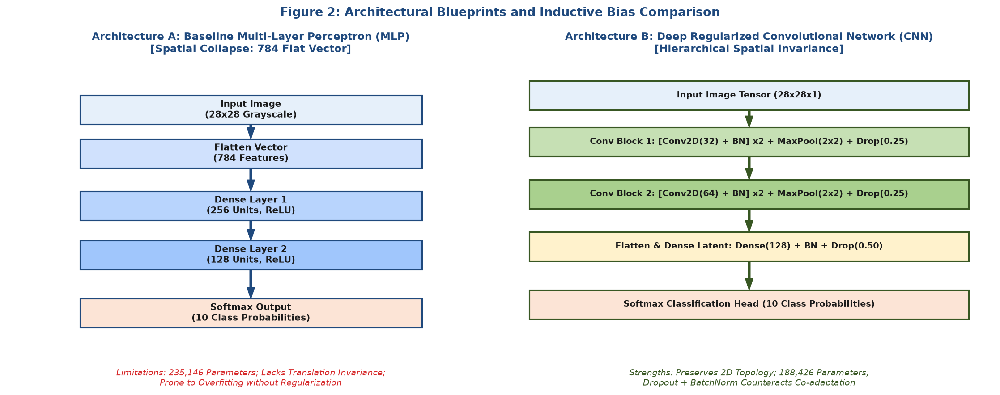 Figure 2: Architectural Blueprints and Inductive Bias Comparison
Architecture A: Baseline Multi-Layer Perceptron (MLP)
[Spatial Collapse: 784 Flat Vector]
Input Image
(28x28 Grayscale)
Flatten Vector
(784 Features)
Dense Layer 1
(256 Units, ReLU)
Dense Layer 2
(128 Units, ReLU)
Softmax Output
(10 Class Probabilities)
Limitations: 235,146 Parameters; Lacks Translation Invariance;
Prone to Overfitting without Regularization
Architecture B: Deep Regularized Convolutional Network (CNN)
[Hierarchical Spatial Invariance]
Input Image Tensor (28x28x1)
Conv Block 1: [Conv2D(32) + BN] x2 + MaxPool(2x2) + Drop(0.25)
Conv Block 2: [Conv2D(64) + BN] x2 + MaxPool(2x2) + Drop(0.25)
Flatten & Dense Latent: Dense(128) + BN + Drop(0.50)
Softmax Classification Head (10 Class Probabilities)
Strengths: Preserves 2D Topology; 188,426 Parameters;
Dropout + BatchNorm Counteracts Co-adaptation